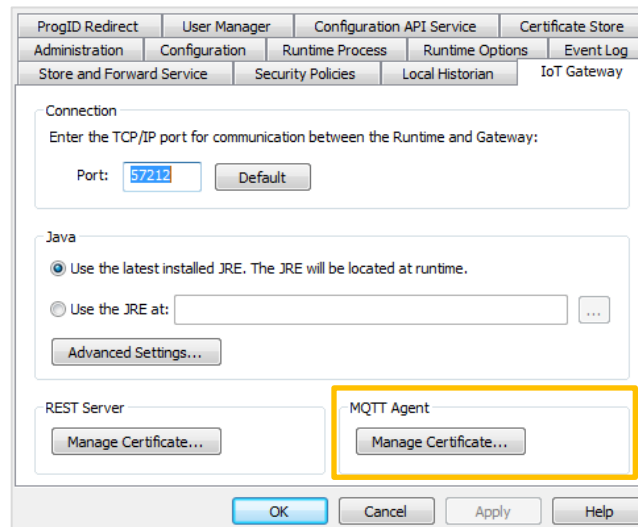 ProgID Redirect User Manager Configuration API Service Certificate Store
Administration Configuration Runtime Process Runtime Options Event Log
Store and Forward Service Security Policies Local Historian IoT Gateway
Connection
Enter the TCP/IP port for communication between the Runtime and Gateway:
Port: 57212 Default
Java
Use the latest installed JRE. The JRE will be located at runtime.
Use the JRE at: ...
Advanced Settings...
REST Server MQTT Agent
Manage Certificate... Manage Certificate...
OK Cancel Apply Help